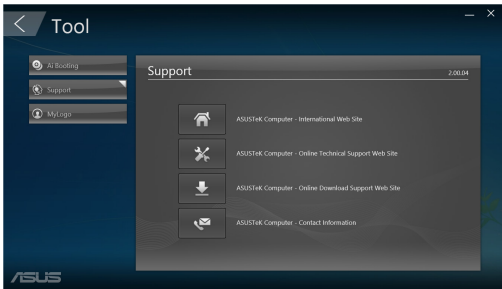 Tool
Ai Booting
Support
MyLogo
Support
2.00.04
ASUSTeK Computer - International Web Site
ASUSTeK Computer - Online Technical Support Web Site
ASUSTeK Computer - Online Download Support Web Site
ASUSTeK Computer - Contact Information
ASUS